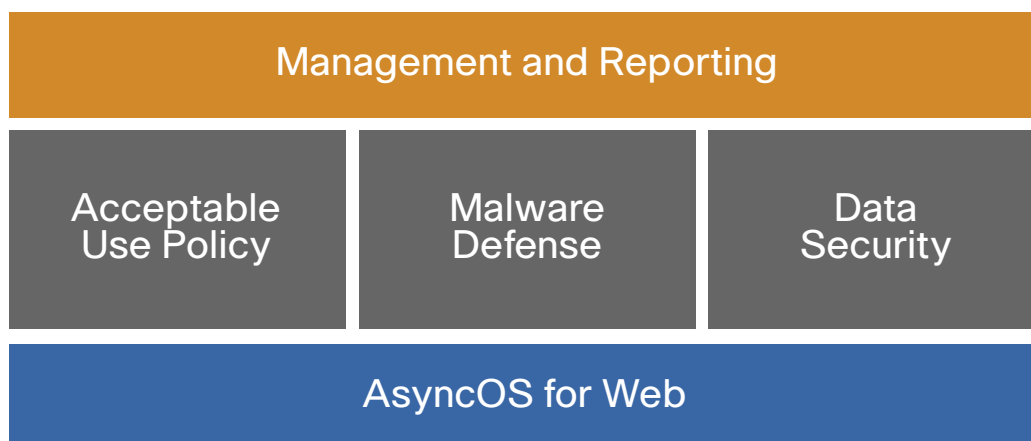 Management and Reporting
Acceptable
Use Policy
Malware
Defense
Data
Security
AsyncOS for Web